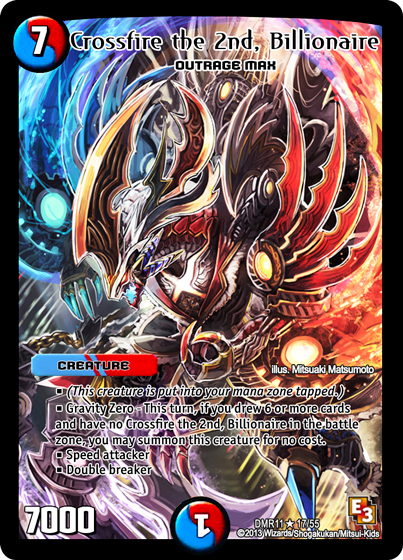 7
Crossfire the 2nd, Billionaire
OUTRAGE MAX
illus. Mitsuaki Matsumoto
CREATURE
■ (This creature is put into your mana zone tapped.)
■ Gravity Zero - This turn, if you drew 6 or more cards
and have no Crossfire the 2nd, Billionaire in the battle
zone, you may summon this creature for no cost.
■ Speed attacker
■ Double breaker
7000
1
DMR11 ★ 17/55
©2013 Wizards/Shogakukan/Mitsui-Kids
E3